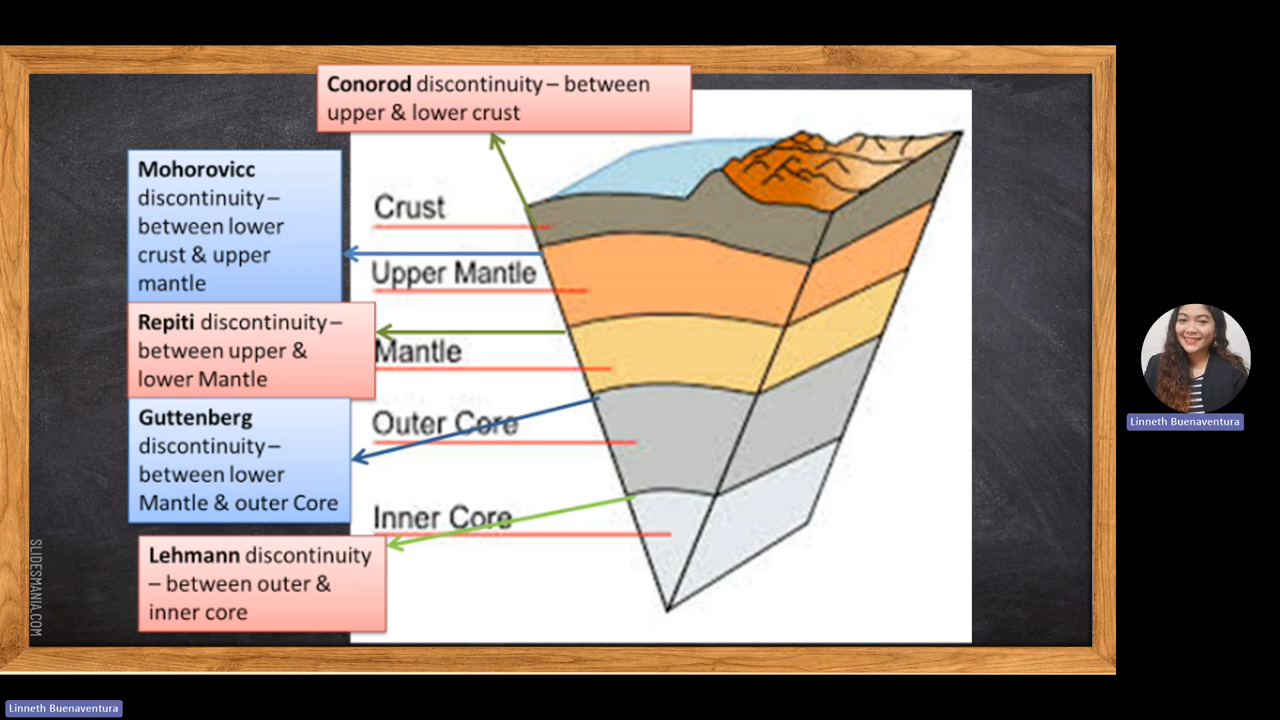 Conorod discontinuity – between
upper & lower crust
Mohorovicc
discontinuity –
between lower
crust & upper
mantle
Repiti discontinuity –
between upper &
lower Mantle
Guttenberg
discontinuity –
between lower
Mantle & outer Core
Lehmann discontinuity
– between outer &
inner core
Crust
Upper Mantle
Mantle
Outer Core
Inner Core
SLIDESMANIA.COM
Linneth Buenaventura
Linneth Buenaventura